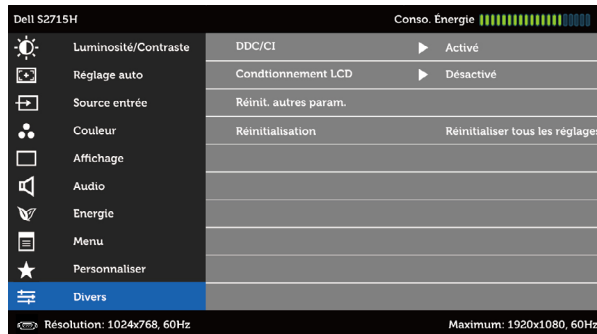 Dell S2715H Conso. Énergie
Luminosité/Contraste DDC/CI Activé
Réglage auto Condtionnement LCD Désactivé
Source entrée Réinit. autres param.
Couleur Réinitialisation Réinitialiser tous les réglages
Affichage
Audio
Energie
Menu
Personnaliser
Divers
Résolution: 1024x768, 60Hz Maximum: 1920x1080, 60Hz